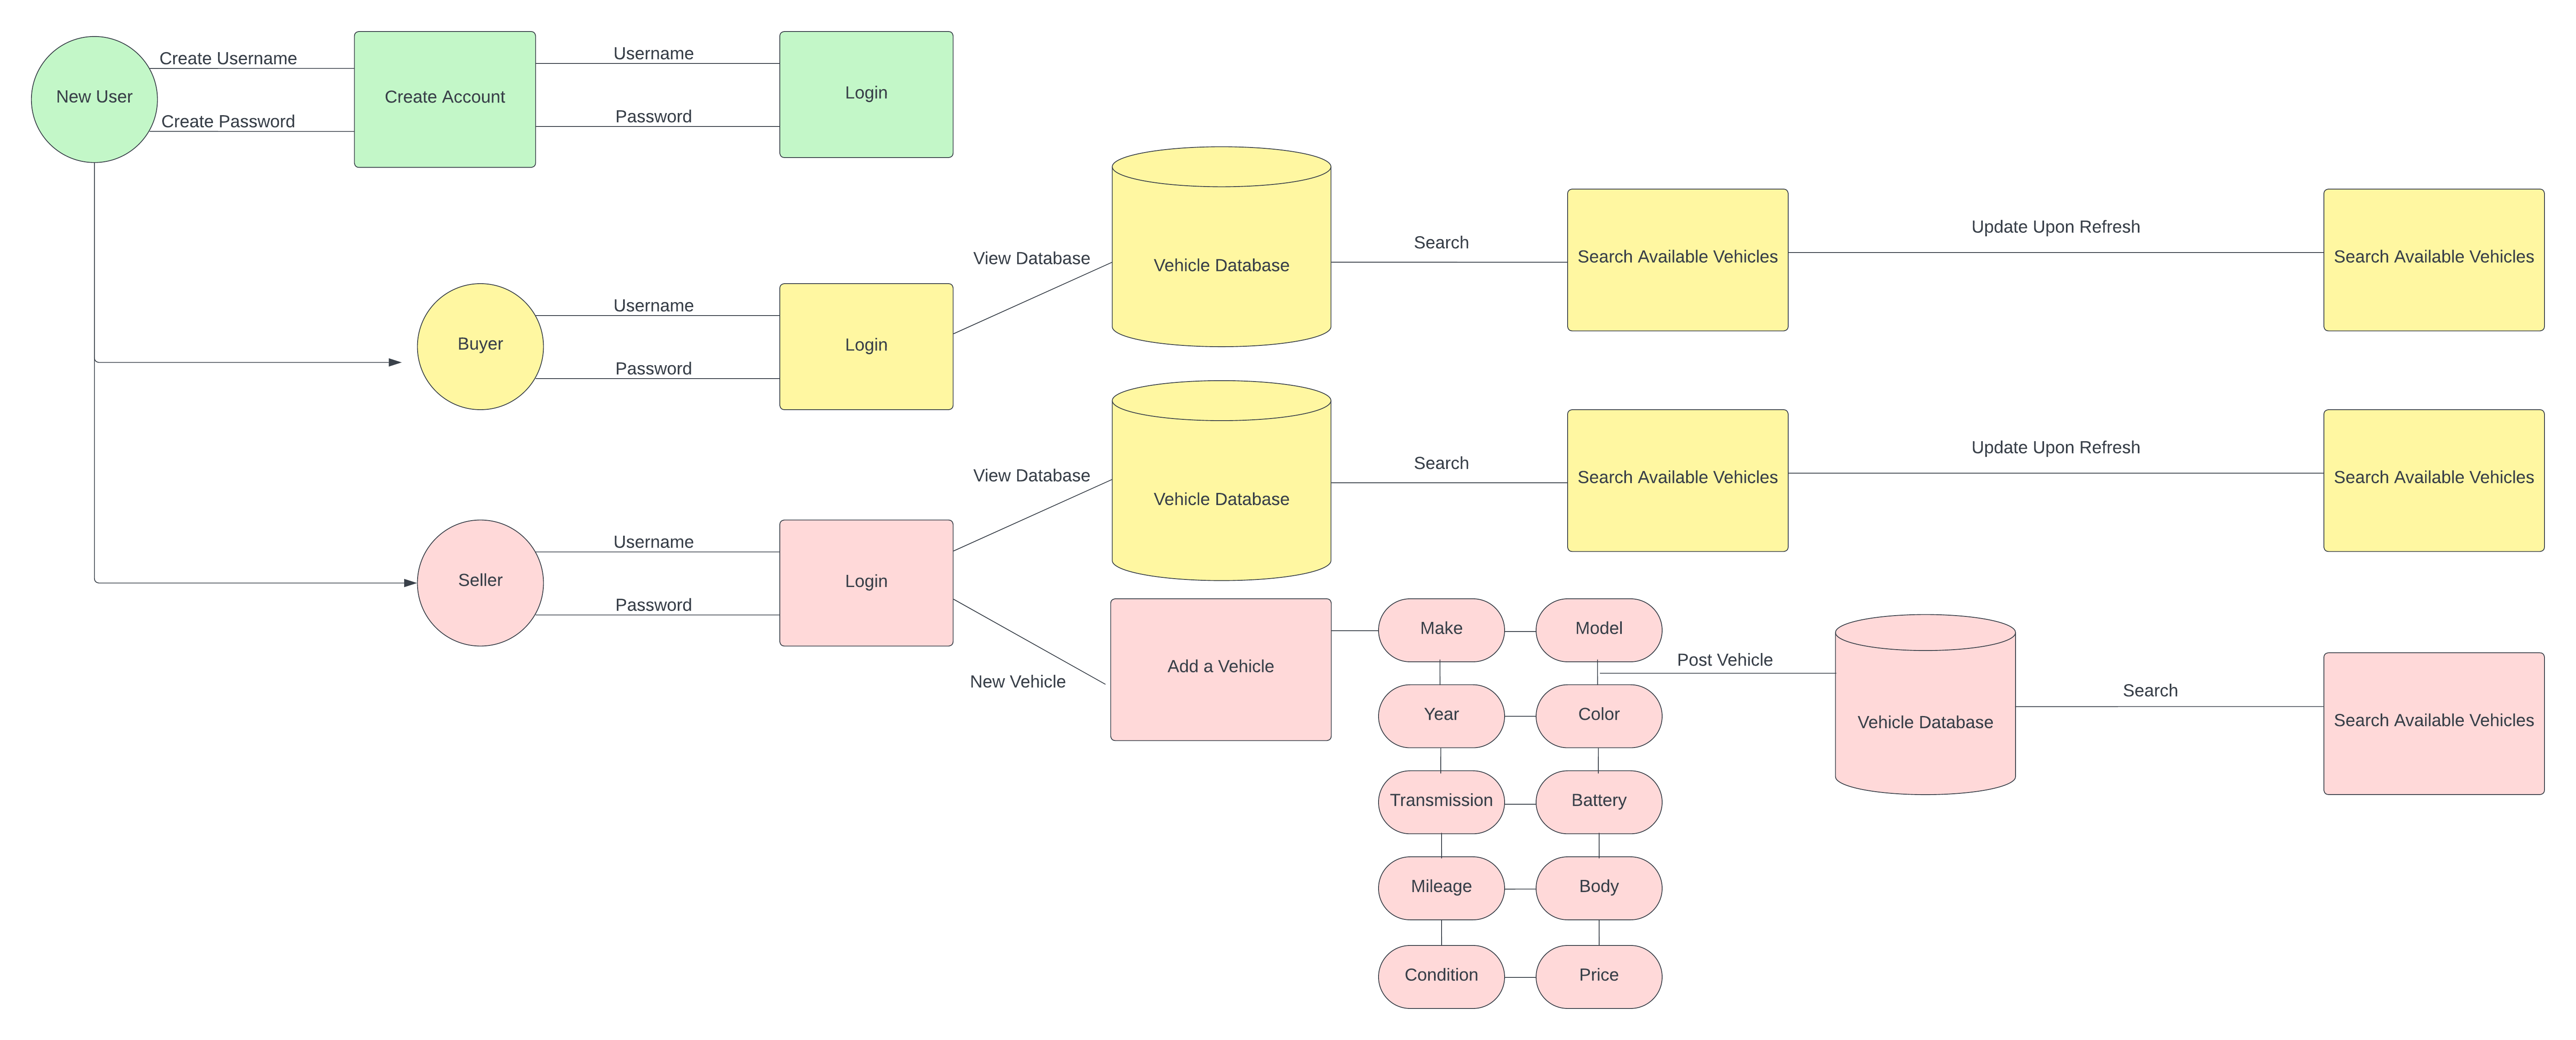 Create Username
Username
New User
Create Account
Login
Create Password
Password
View Database
Vehicle Database
Search
Search Available Vehicles
Update Upon Refresh
Search Available Vehicles
Buyer
Username
Password
Login
View Database
Vehicle Database
Search
Search Available Vehicles
Update Upon Refresh
Search Available Vehicles
Seller
Username
Password
Login
New Vehicle
Add a Vehicle
Make
Model
Year
Color
Transmission
Battery
Mileage
Body
Condition
Price
Post Vehicle
Vehicle Database
Search
Search Available Vehicles